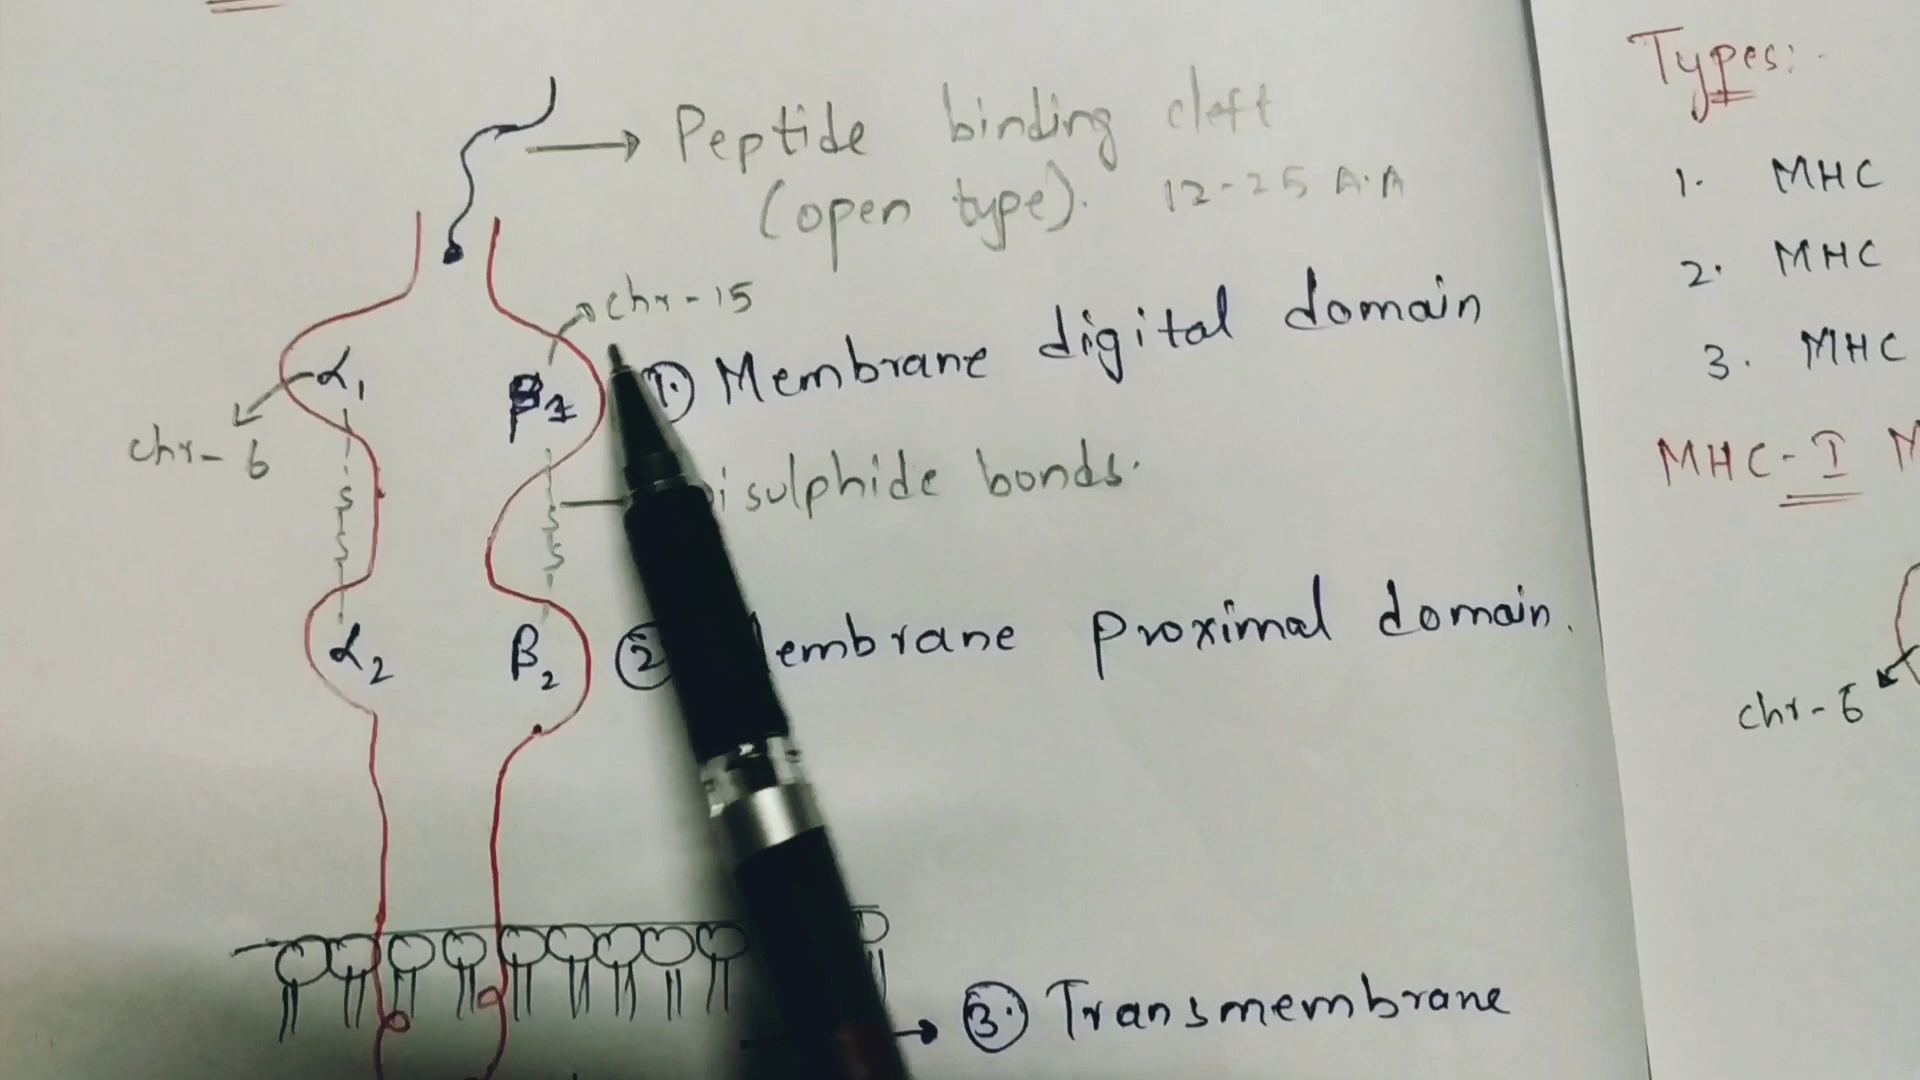 Peptide binding cleft
(open type). 12-25 A.A
chr-15
α1
β1
① Membrane digital domain
chr-6
S
S
S
S
isulphide bonds.
α2
β2
② embrane proximal domain.
③ Transmembrane
Types:
1. MHC
2. MHC
3. MHC
MHC-I M
chr-6